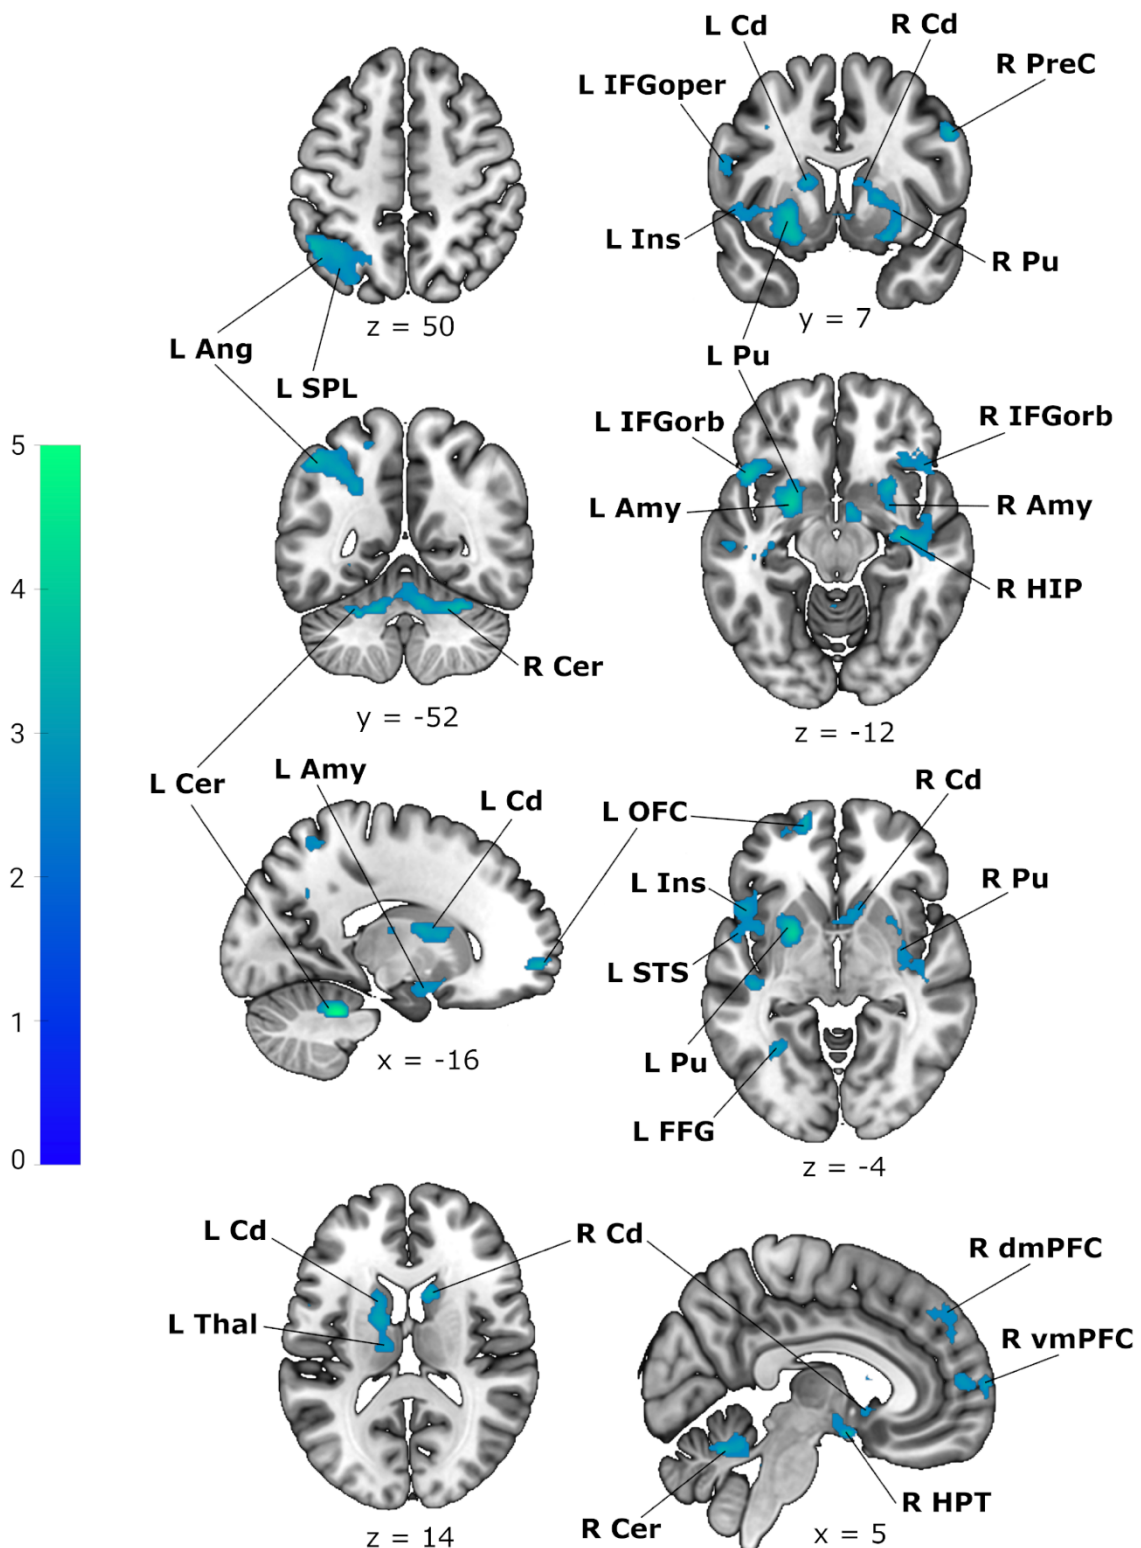 L Cd
R Cd
L IFGoper
R PreC
L Ins
R Pu
z = 50
y = 7
L Ang
L SPL
L Pu
L IFGorb
R IFGorb
L Amy
R Amy
R HIP
R Cer
y = -52
z = -12
5
4
3
2
1
0
L Cer
L Amy
L Cd
L OFC
R Cd
L Ins
R Pu
L STS
x = -16
L Pu
L FFG
z = -4
L Cd
R Cd
L Thal
R dmPFC
R vmPFC
R HPT
R Cer
z = 14
x = 5